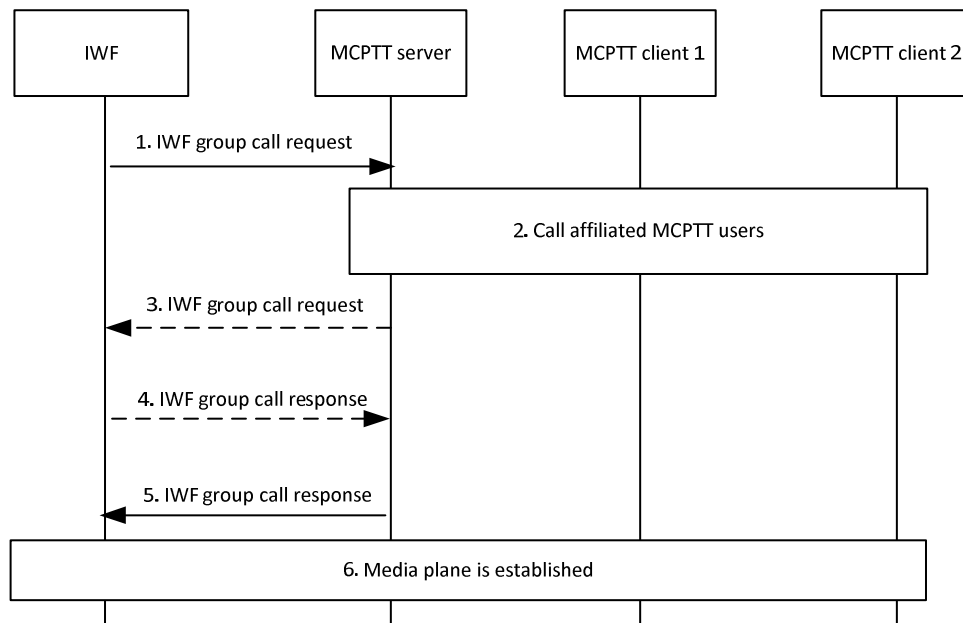 IWF
MCPTT server
MCPTT client 1
MCPTT client 2
1. IWF group call request
2. Call affiliated MCPTT users
3. IWF group call request
4. IWF group call response
5. IWF group call response
6. Media plane is established